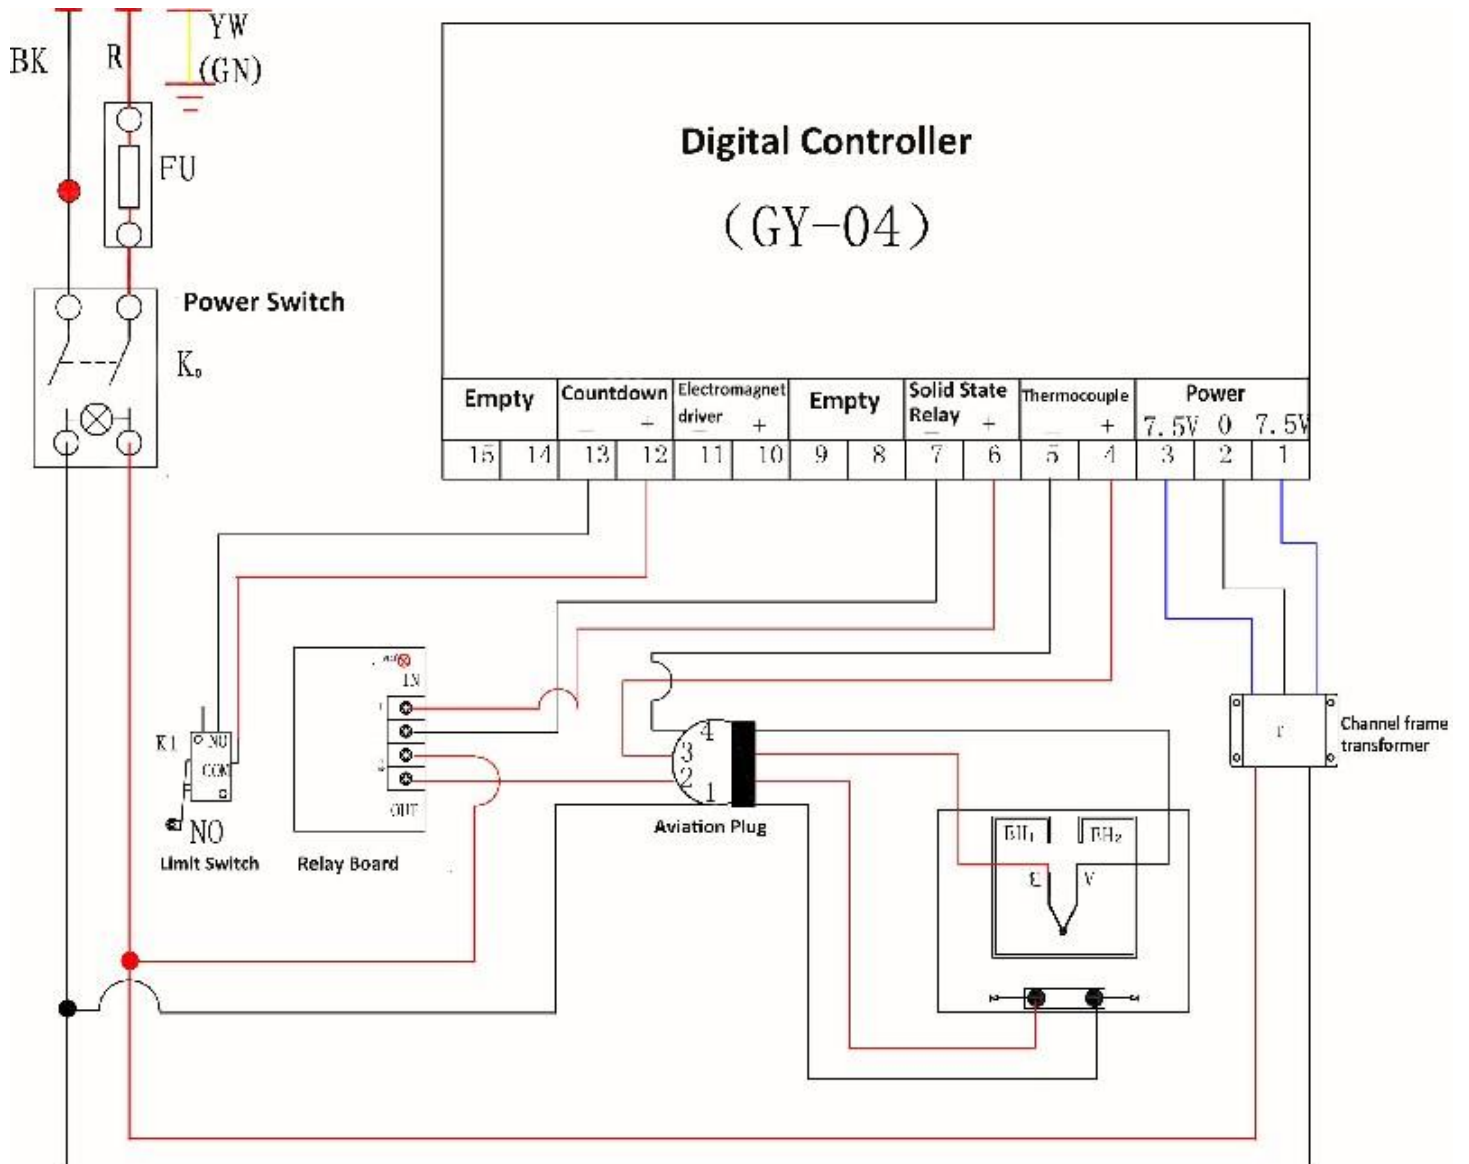 YW
BK
R
(GN)
FU
Digital Controller
(GY-04)
Power Switch
K₀
Empty
Countdown
Electromagnet
driver
Empty
Solid State
Relay
Thermocouple
Power
— + — + — + — + 7.5V 0 7.5V
15 14 13 12 11 10 9 8 7 6 5 4 3 2 1
IN
1
2
OUT
Relay Board
K1
NU
COM
NO
Limit Switch
4
3
2
1
Aviation Plug
Channel frame
transformer
EH₁
EH₂
E
V